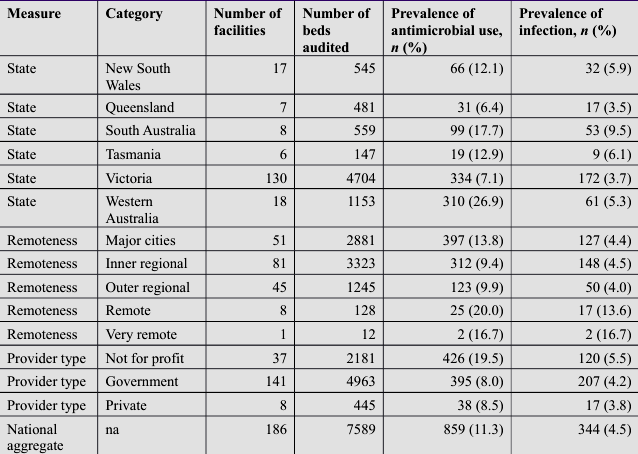 Measure Category Number of facilities Number of beds audited Prevalence of antimicrobial use, n (%) Prevalence of infection, n (%)
State New South Wales 17 545 66 (12.1) 32 (5.9)
State Queensland 7 481 31 (6.4) 17 (3.5)
State South Australia 8 559 99 (17.7) 53 (9.5)
State Tasmania 6 147 19 (12.9) 9 (6.1)
State Victoria 130 4704 334 (7.1) 172 (3.7)
State Western Australia 18 1153 310 (26.9) 61 (5.3)
Remoteness Major cities 51 2881 397 (13.8) 127 (4.4)
Remoteness Inner regional 81 3323 312 (9.4) 148 (4.5)
Remoteness Outer regional 45 1245 123 (9.9) 50 (4.0)
Remoteness Remote 8 128 25 (20.0) 17 (13.6)
Remoteness Very remote 1 12 2 (16.7) 2 (16.7)
Provider type Not for profit 37 2181 426 (19.5) 120 (5.5)
Provider type Government 141 4963 395 (8.0) 207 (4.2)
Provider type Private 8 445 38 (8.5) 17 (3.8)
National aggregate na 186 7589 859 (11.3) 344 (4.5)